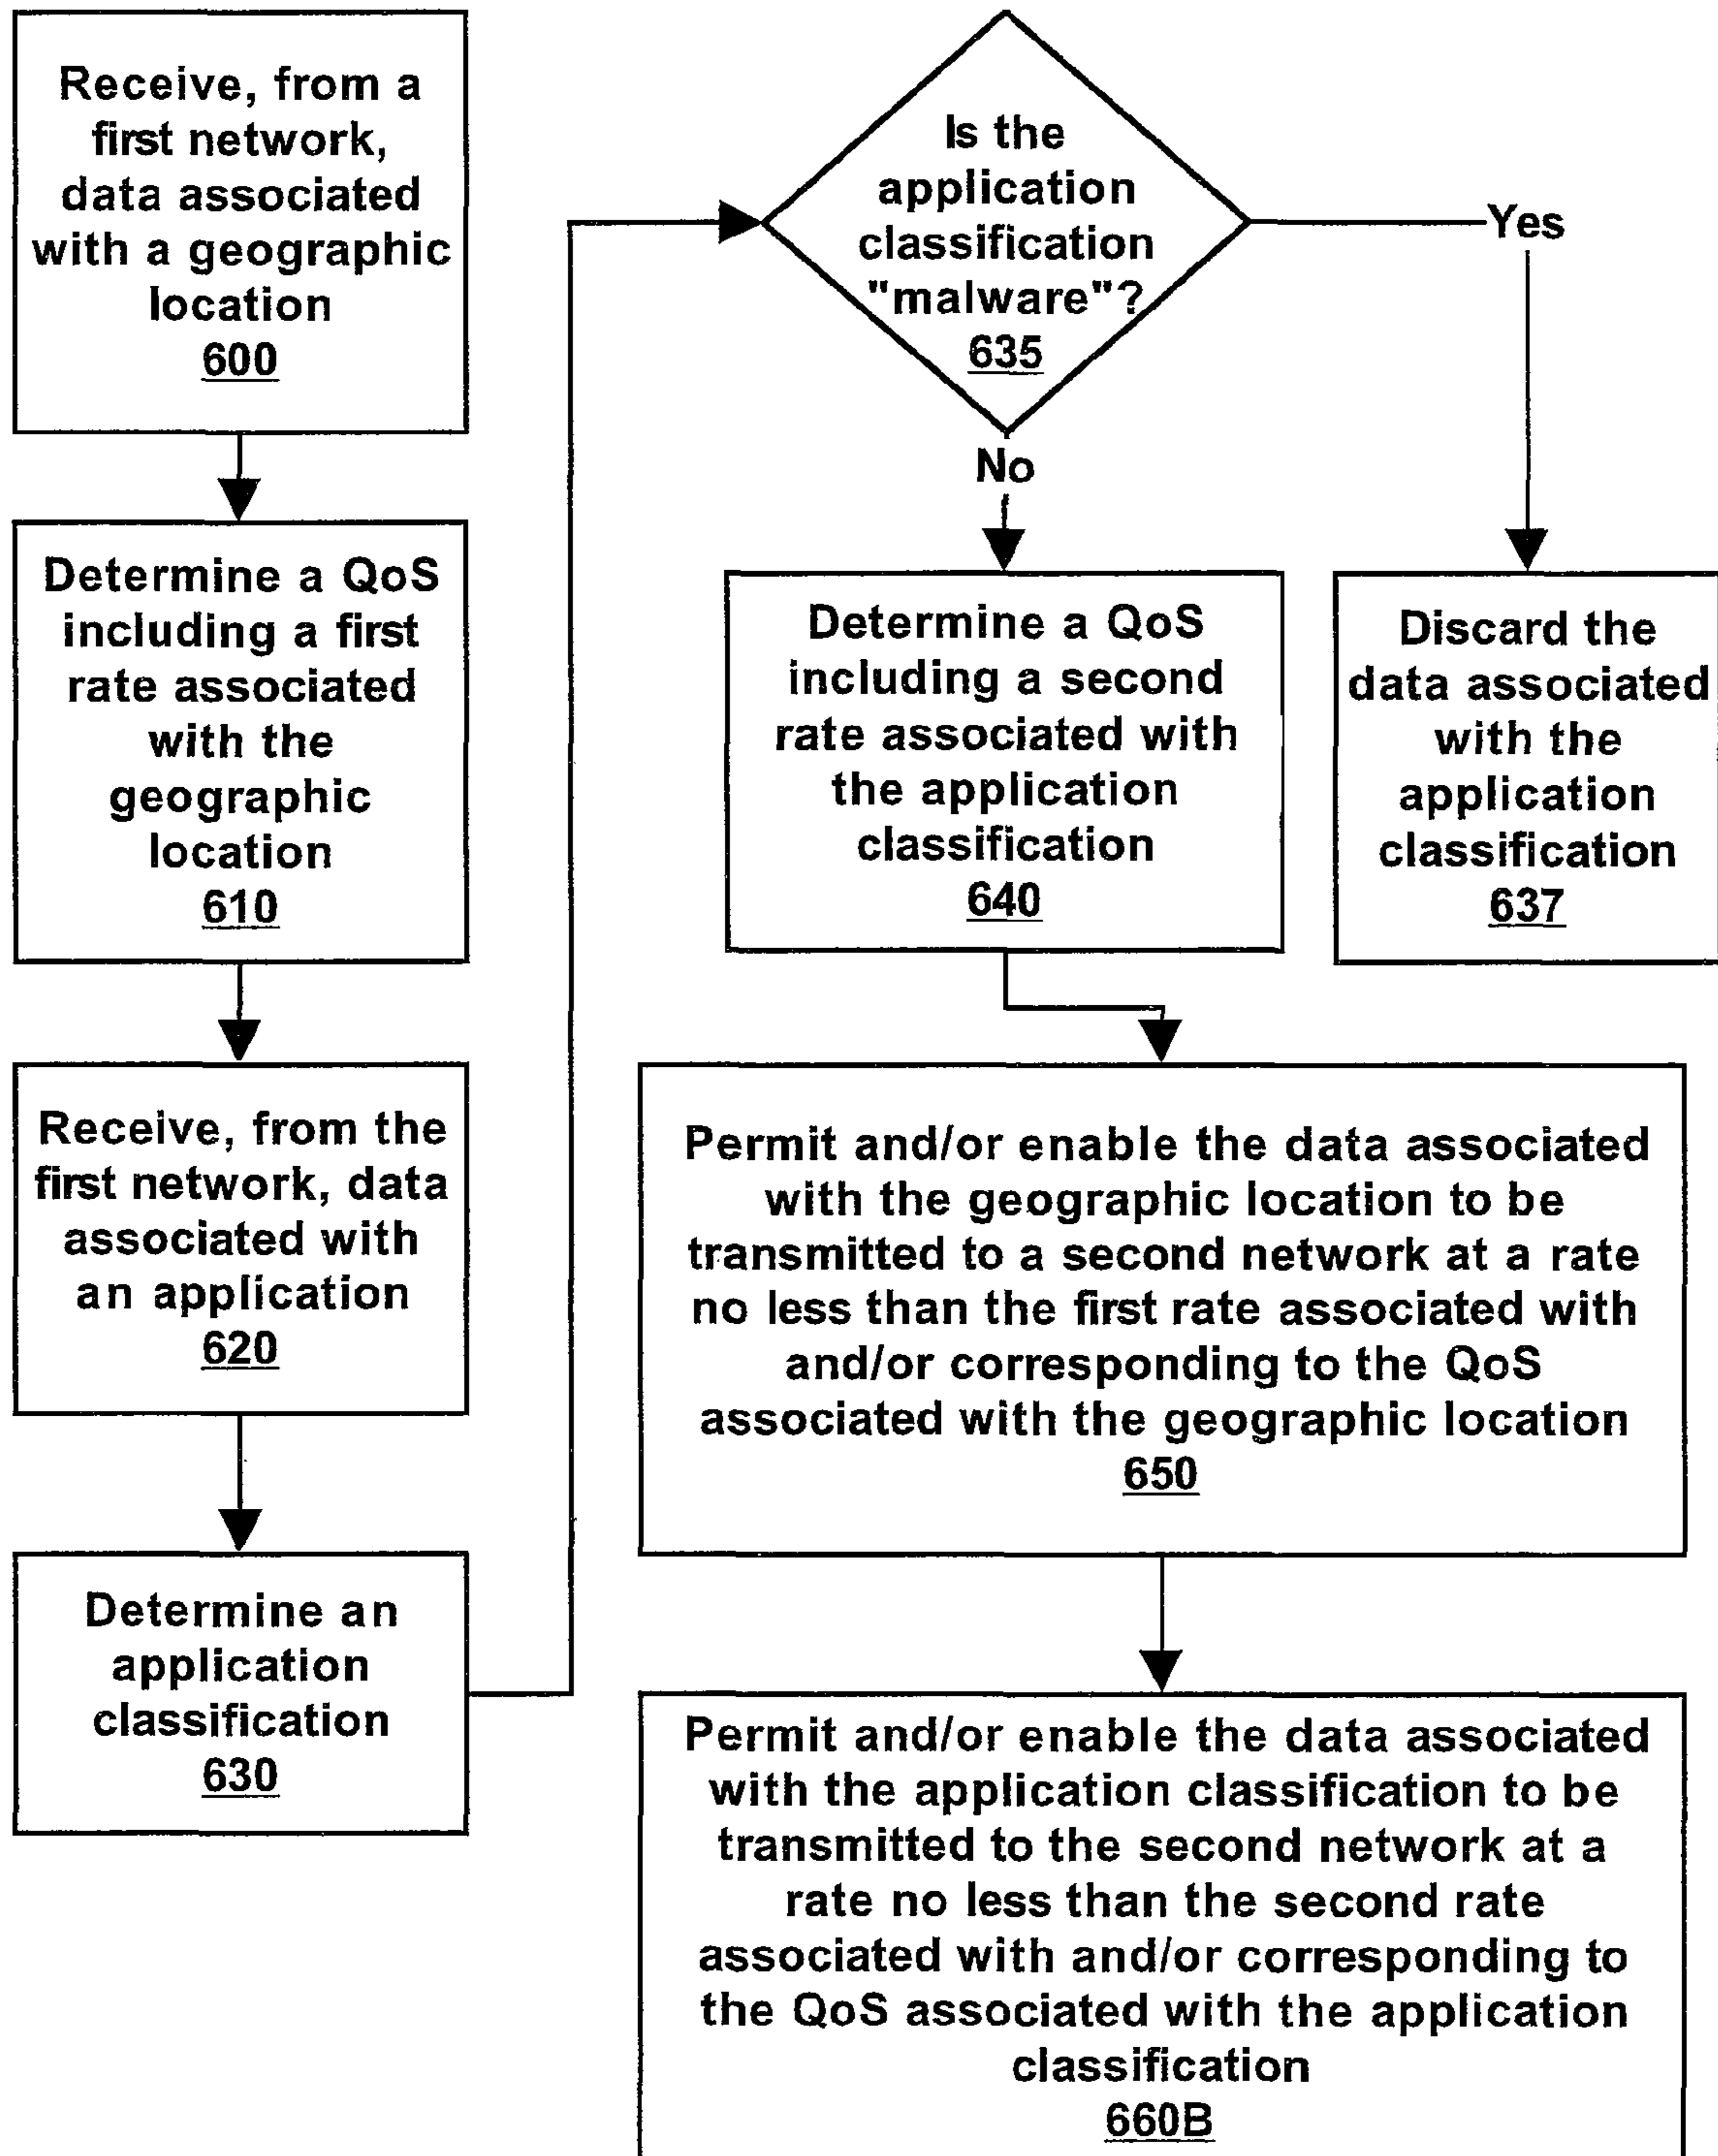 Receive, from a
first network,
data associated
with a geographic
location
600
Determine a QoS
including a first
rate associated
with the
geographic
location
610
Receive, from the
first network, data
associated with
an application
620
Determine an
application
classification
630
Is the
application
classification
"malware"?
635
Yes
No
Determine a QoS
including a second
rate associated with
the application
classification
640
Discard the
data associated
with the
application
classification
637
Permit and/or enable the data associated
with the geographic location to be
transmitted to a second network at a rate
no less than the first rate associated with
and/or corresponding to the QoS
associated with the geographic location
650
Permit and/or enable the data associated
with the application classification to be
transmitted to the second network at a
rate no less than the second rate
associated with and/or corresponding to
the QoS associated with the application
classification
660B